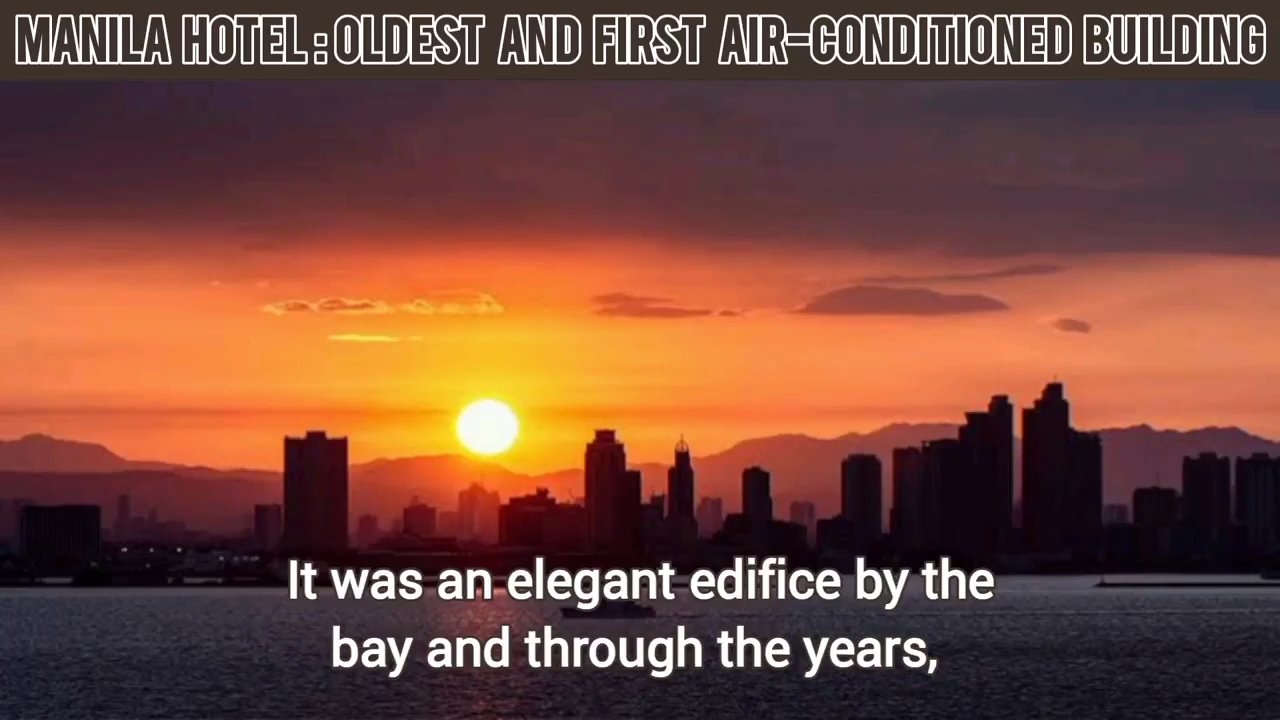 MANILA HOTEL : OLDEST AND FIRST AIR-CONDITIONED BUILDING
It was an elegant edifice by the
bay and through the years,